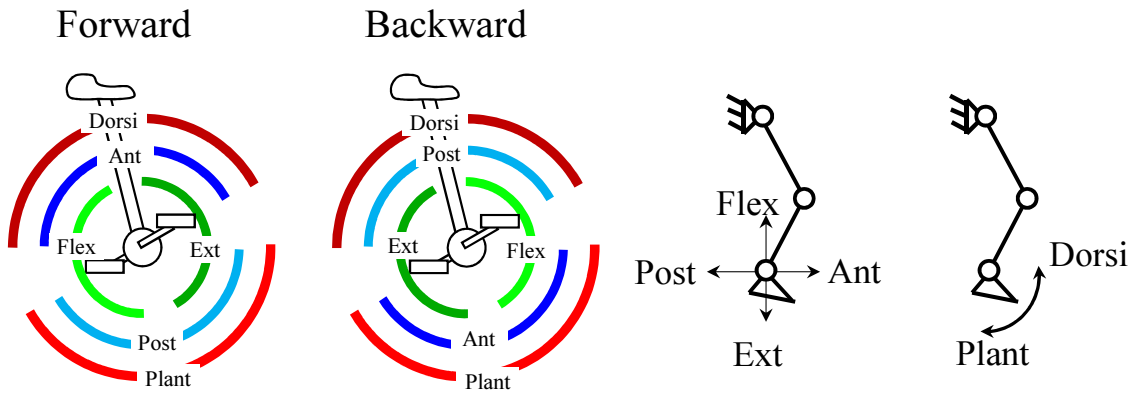 Forward
Dorsi
Ant
Flex
Ext
Post
Plant
Backward
Dorsi
Post
Ext
Flex
Ant
Plant
Flex
Post
Ant
Ext
Dorsi
Plant